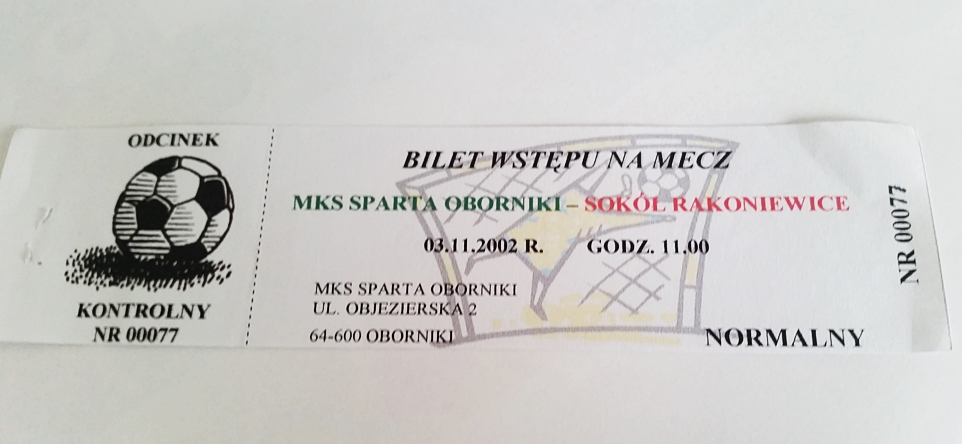 ODCINEK
KONTROLNY
NR 00077
BILET WSTĘPU NA MECZ
MKS SPARTA OBORNIKI – SOKÓŁ RAKONIEWICE
03.11.2002 R. GODZ. 11.00
MKS SPARTA OBORNIKI
UL. OBJEZIERSKA 2
64-600 OBORNIKI
NORMALNY
NR 00077